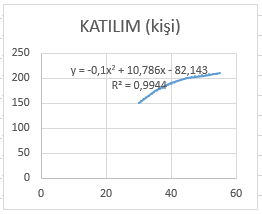 KATILIM (kişi)
250
200
150
100
50
0
y = -0,1x² + 10,786x - 82,143
R² = 0,9944
0 20 40 60